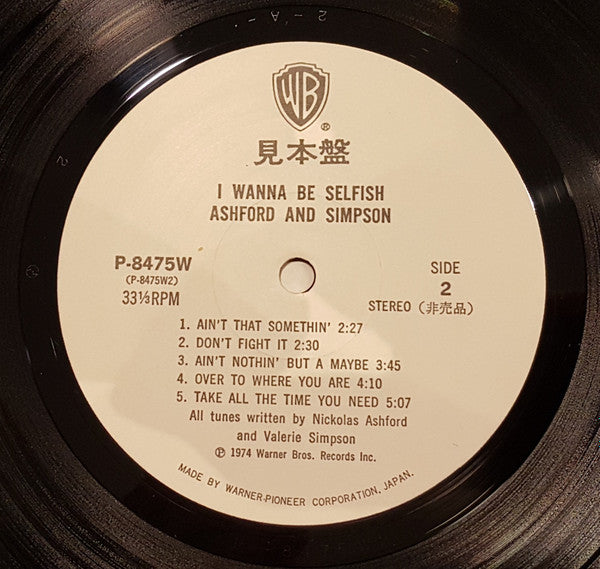 2-A-
WB
®
見本盤
I WANNA BE SELFISH
ASHFORD AND SIMPSON
P-8475W
(P-8475W2)
33⅓RPM
SIDE
2
STEREO (非売品)
1. AIN'T THAT SOMETHIN' 2:27
2. DON'T FIGHT IT 2:30
3. AIN'T NOTHIN' BUT A MAYBE 3:45
4. OVER TO WHERE YOU ARE 4:10
5. TAKE ALL THE TIME YOU NEED 5:07
All tunes written by Nickolas Ashford
and Valerie Simpson
℗ 1974 Warner Bros. Records Inc.
MADE BY WARNER-PIONEER CORPORATION, JAPAN.